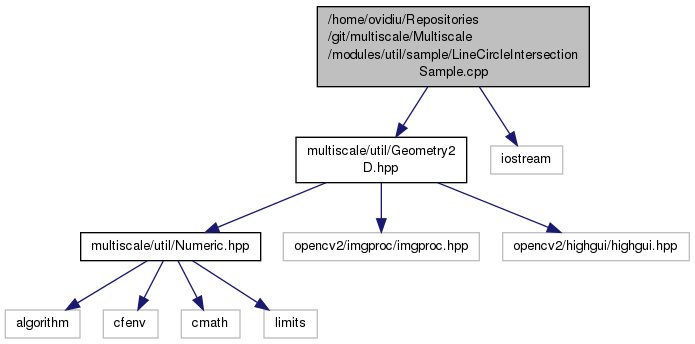 /home/ovidiu/Repositories
/git/multiscale/Multiscale
/modules/util/sample/LineCircleIntersection
Sample.cpp
multiscale/util/Geometry2
D.hpp
iostream
multiscale/util/Numeric.hpp
opencv2/imgproc/imgproc.hpp
opencv2/highgui/highgui.hpp
algorithm
cfenv
cmath
limits